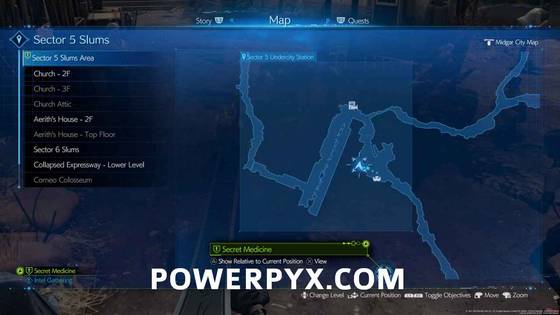 Story
Map
Quests
Sector 5 Slums
Midgar City Map
Sector 5 Slums Area
Church - 2F
Church - 3F
Church Attic
Aerith's House - 2F
Aerith's House - Top Floor
Sector 6 Slums
Collapsed Expressway - Lower Level
Corneo Colosseum
Sector 5 Undercity Station
Secret Medicine
Show Relative to Current Position
View
Secret Medicine
Intel Gathering
POWERPYX.COM
Change Level
Current Position
Toggle Objectives
Move
Zoom